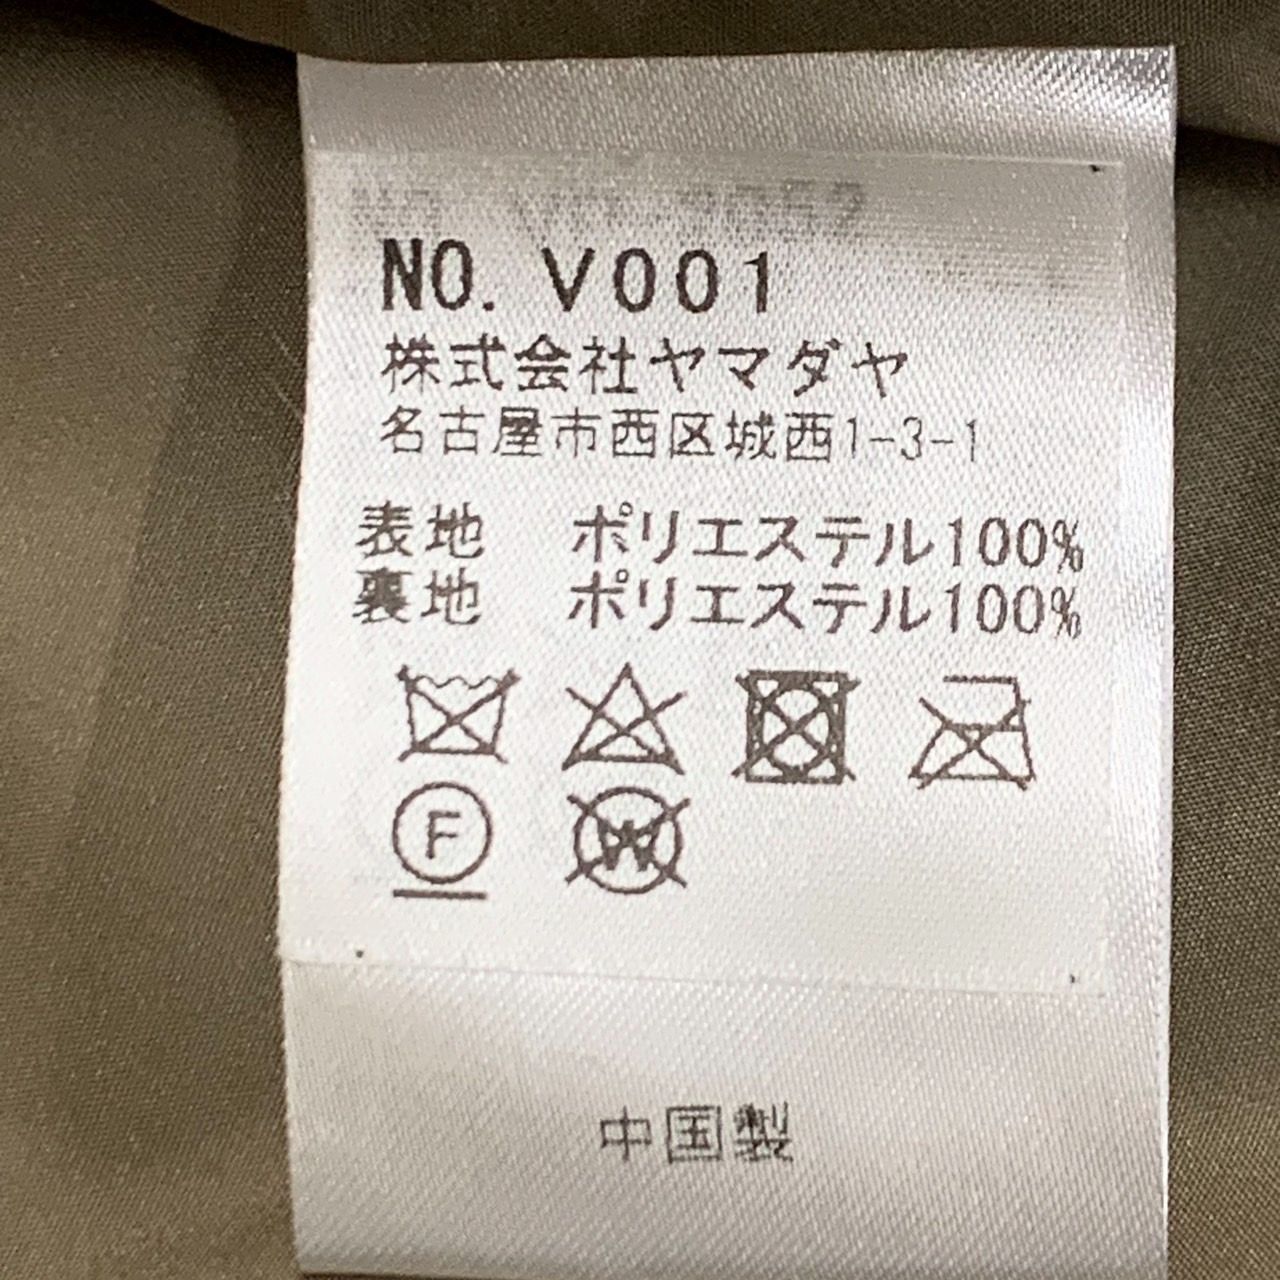 NO. V001
株式会社ヤマダヤ
名古屋市西区城西1-3-1
表地 ポリエステル100%
裏地 ポリエステル100%
F
W
中国製